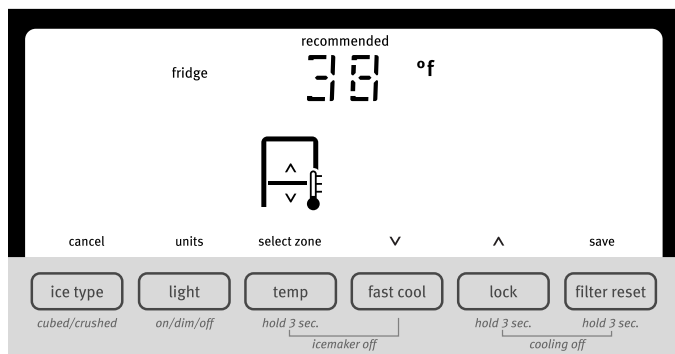 recommended
fridge 38 °f
cancel units select zone ∨ ∧ save
ice type light temp fast cool lock filter reset
cubed/crushed on/dim/off hold 3 sec. hold 3 sec. hold 3 sec.
icemaker off cooling off